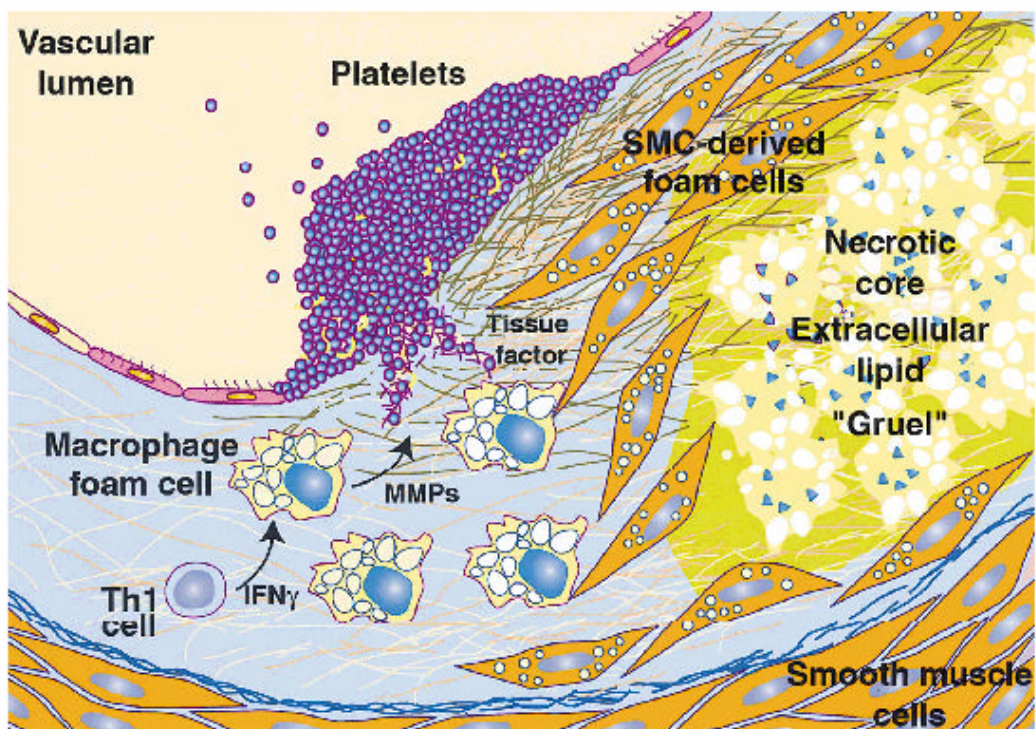 Vascular
lumen
Platelets
SMC-derived
foam cells
Necrotic
core
Extracellular
lipid
"Gruel"
Tissue
factor
Macrophage
foam cell
MMPs
IFNγ
Th1
cell
Smooth muscle
cells